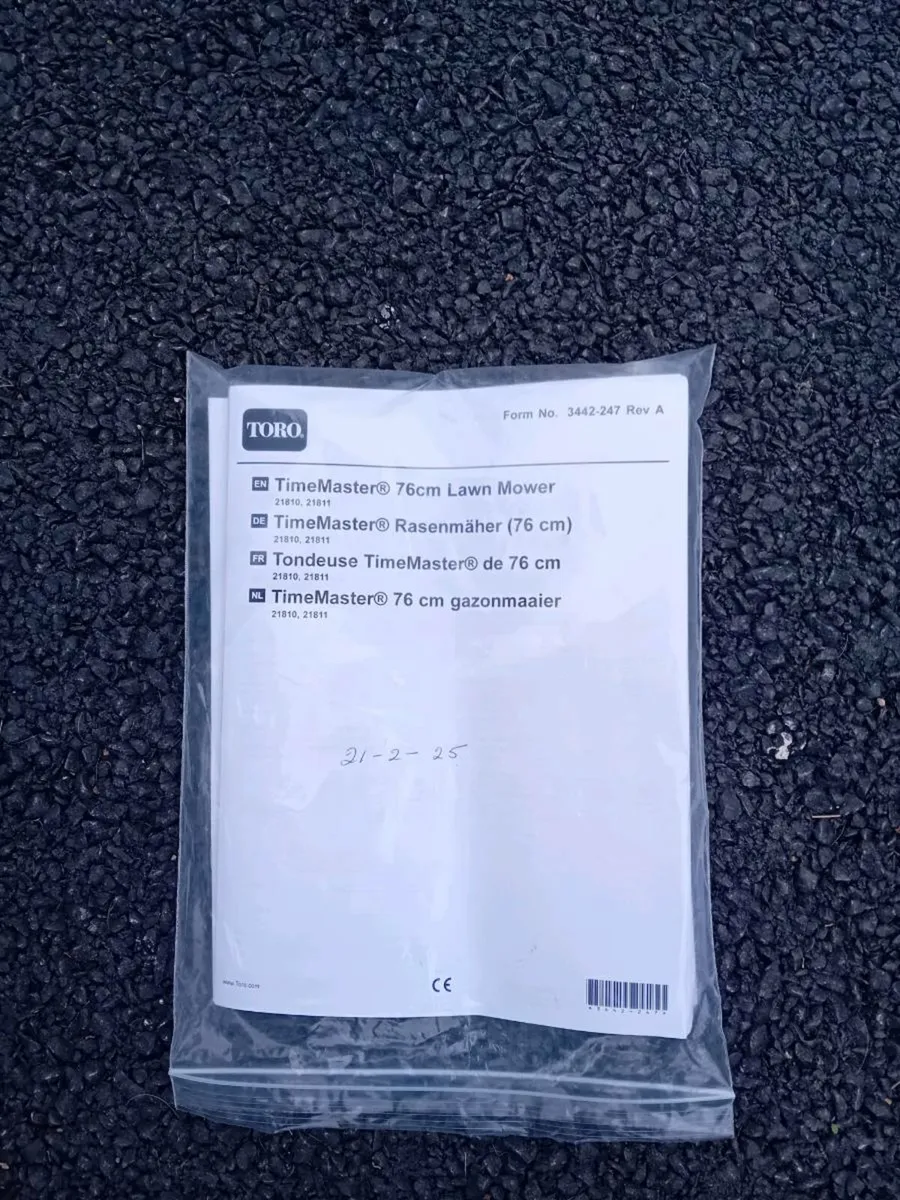 TORO.
Form No. 3442-247 Rev A
EN TimeMaster® 76cm Lawn Mower
21810, 21811
DE TimeMaster® Rasenmäher (76 cm)
21810, 21811
FR Tondeuse TimeMaster® de 76 cm
21810, 21811
NL TimeMaster® 76 cm gazonmaaier
21810, 21811
21-2-25
www.Toro.com
CE